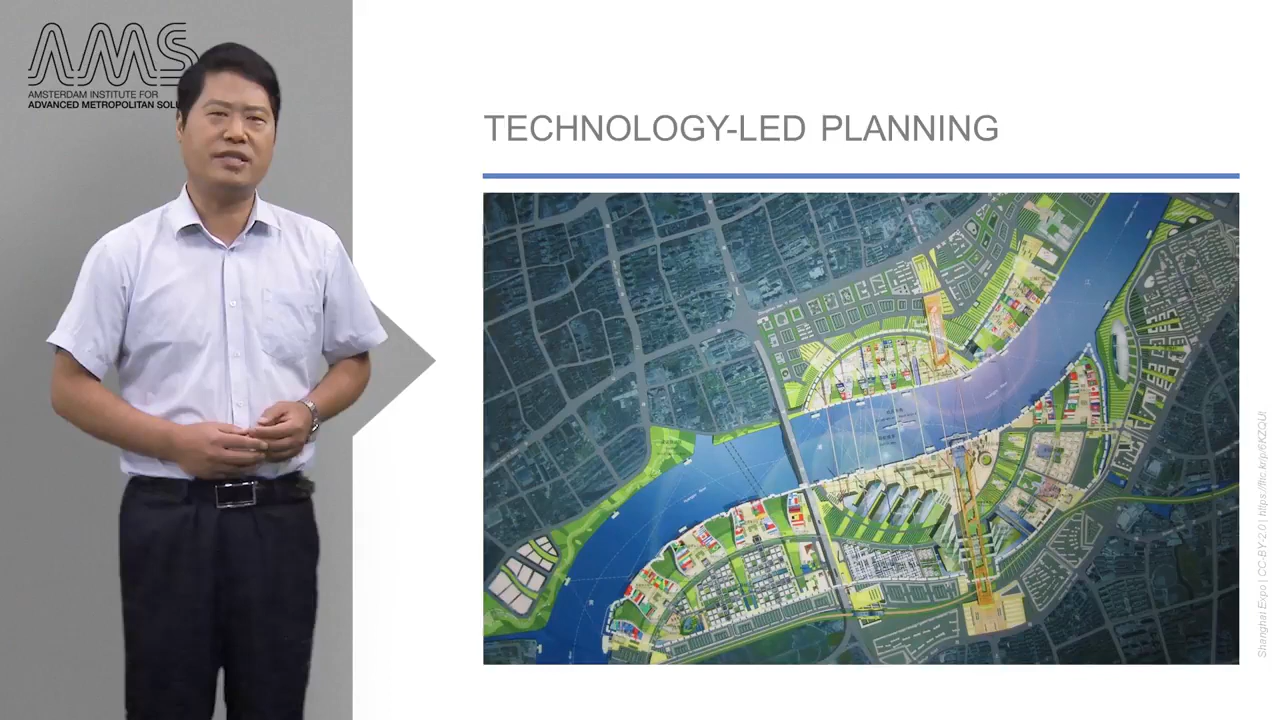 AMS
AMSTERDAM INSTITUTE FOR
ADVANCED METROPOLITAN SOLU
TECHNOLOGY-LED PLANNING
Shanghai Expo | CC-BY-2.0 | https://flic.kr/p/6KZQUI